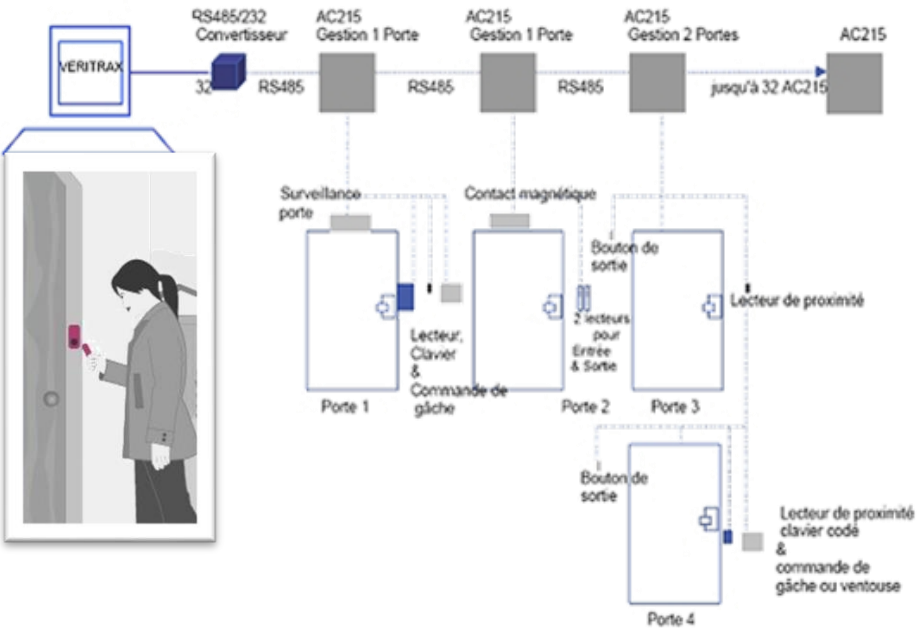 RS485/232
Convertisseur
AC215
Gestion 1 Porte
AC215
Gestion 1 Porte
AC215
Gestion 2 Portes
AC215
VERITRAX
32
RS485
RS485
RS485
jusqu'à 32 AC215
Surveillance
porte
Contact magnétique
Bouton de
sortie
Lecteur de proximité
2 lecteurs
pour
Entrée
& Sortie
Lecteur,
Clavier
&
Commande de
gâche
Porte 1
Porte 2
Porte 3
Bouton de
sortie
Lecteur de proximité
clavier codé
&
commande de
gâche ou ventouse
Porte 4